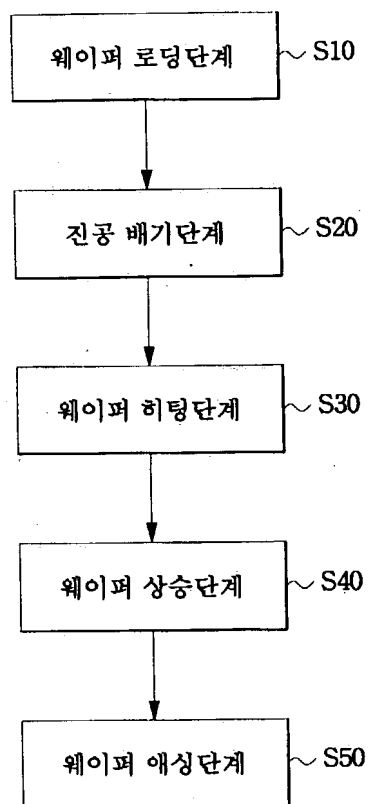 웨이퍼 로딩단계 S10
진공 배기단계 S20
웨이퍼 히팅단계 S30
웨이퍼 상승단계 S40
웨이퍼 애싱단계 S50